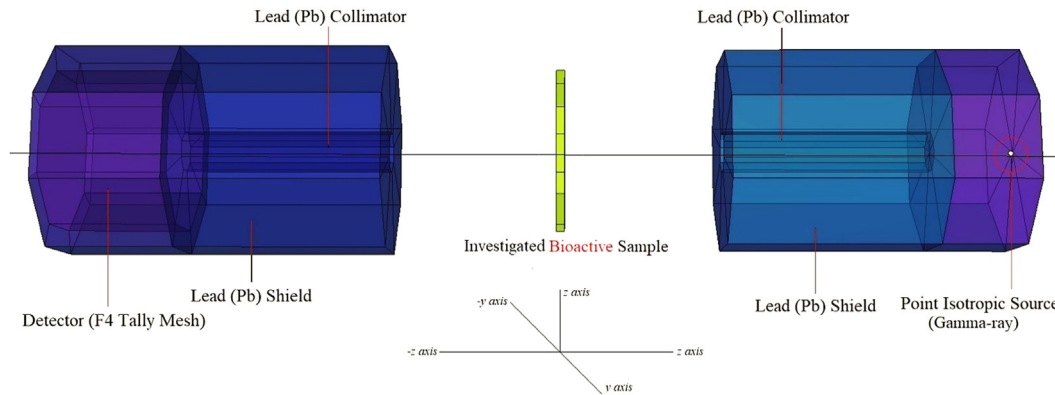 Lead (Pb) Collimator
Lead (Pb) Collimator
Investigated Bioactive Sample
Lead (Pb) Shield
Detector (F4 Tally Mesh)
Lead (Pb) Shield
Point Isotropic Source
(Gamma-ray)
z axis
-y axis
-z axis
z axis
y axis